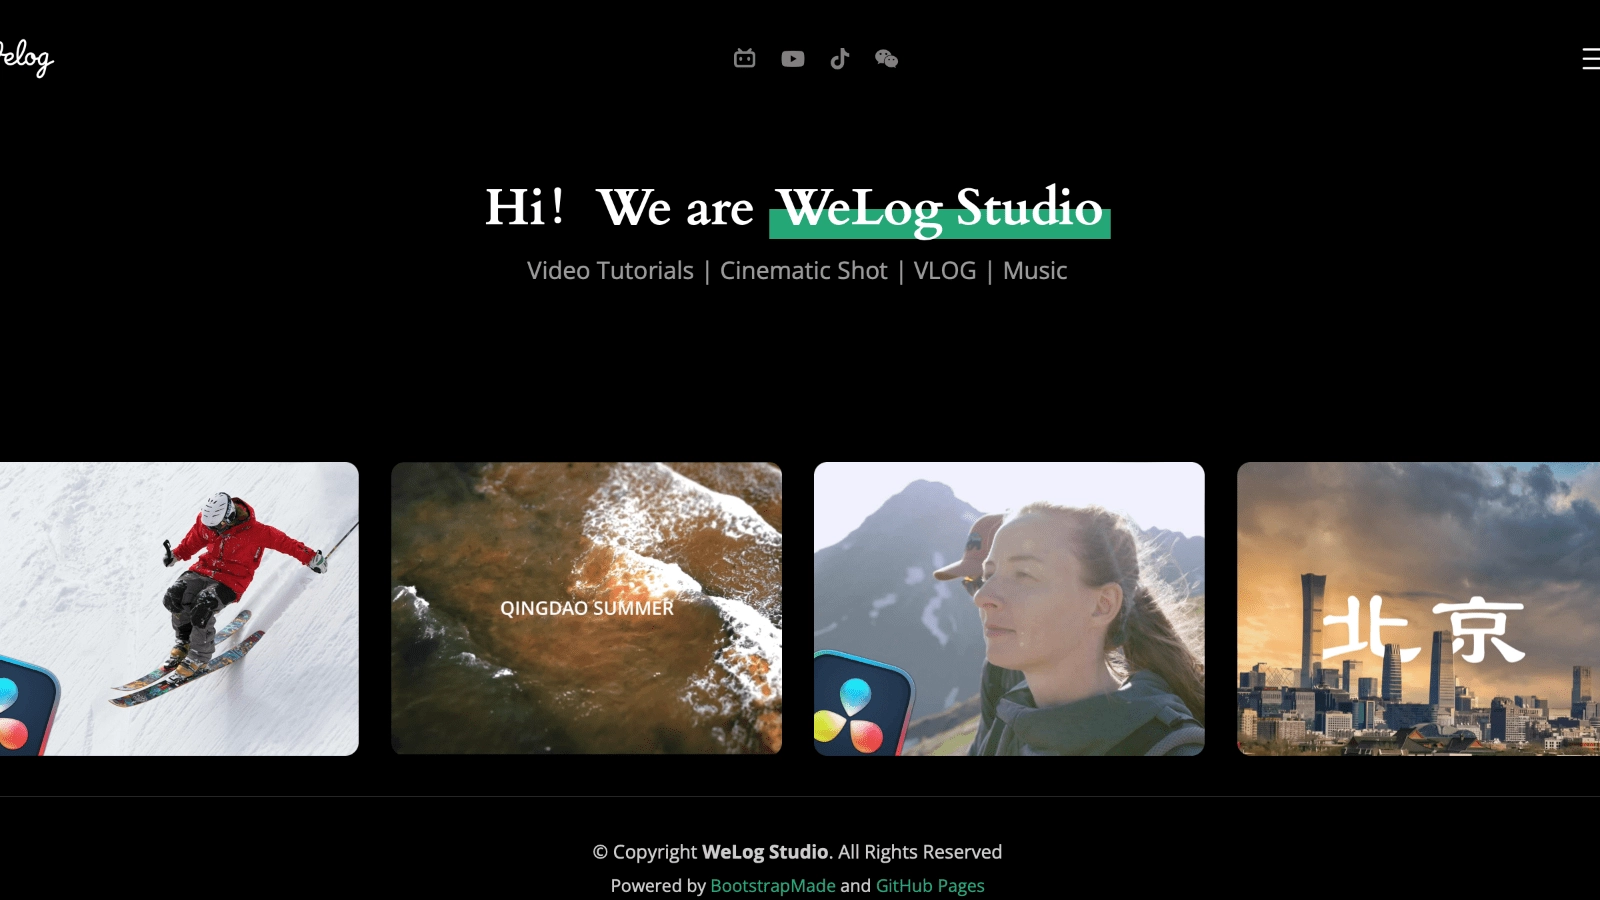 elog
Hi！ We are WeLog Studio
Video Tutorials | Cinematic Shot | VLOG | Music
QINGDAO SUMMER
北京
© Copyright WeLog Studio. All Rights Reserved
Powered by BootstrapMade and GitHub Pages